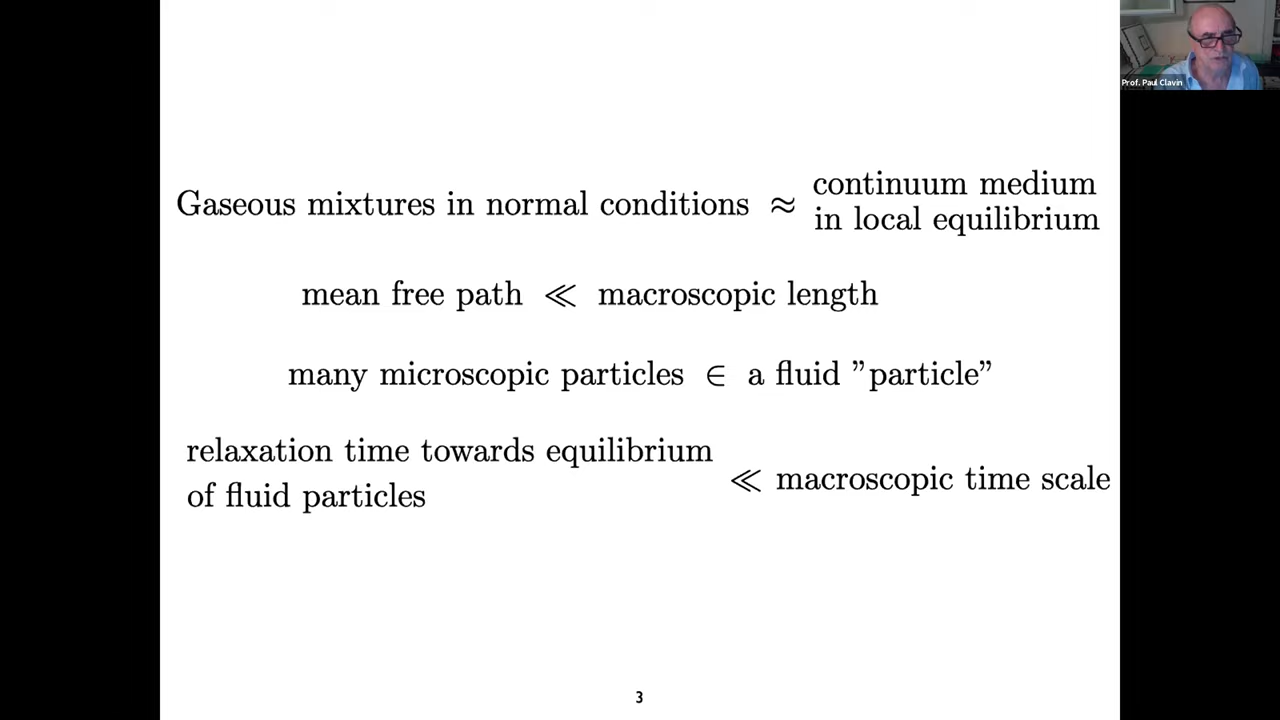 Prof. Paul Clavin
Gaseous mixtures in normal conditions ≈ continuum medium
in local equilibrium
mean free path ≪ macroscopic length
many microscopic particles ∈ a fluid ”particle”
relaxation time towards equilibrium
of fluid particles ≪ macroscopic time scale
3